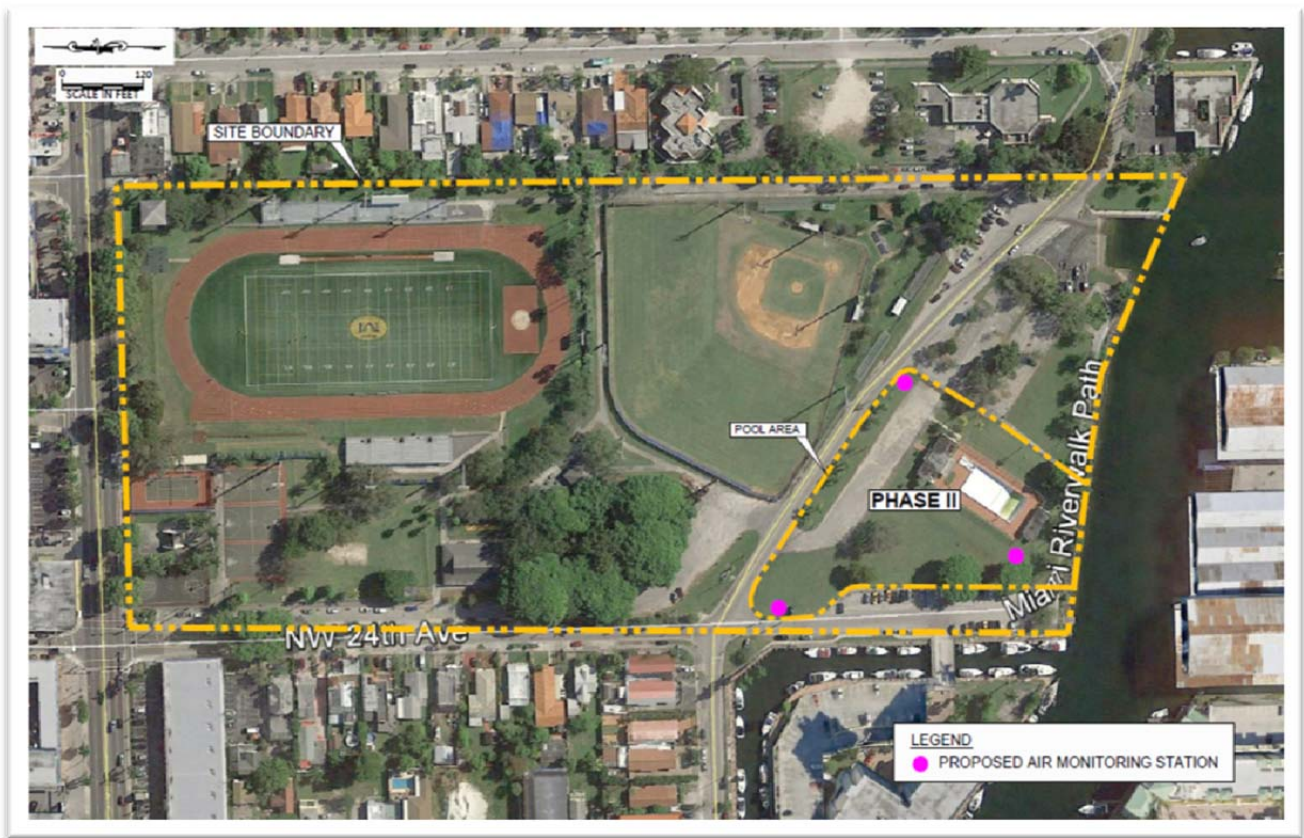 0 120
SCALE IN FEET
SITE BOUNDARY
POOL AREA
PHASE II
Miami Riverwalk Path
NW 24th Ave
LEGEND
PROPOSED AIR MONITORING STATION